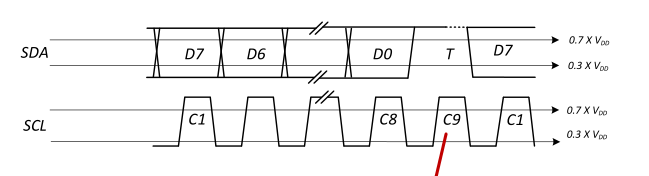 SDA D7 D6 D0 T D7 0.7 X VDD
0.3 X VDD
SCL C1 C8 C9 C1 0.7 X VDD
0.3 X VDD